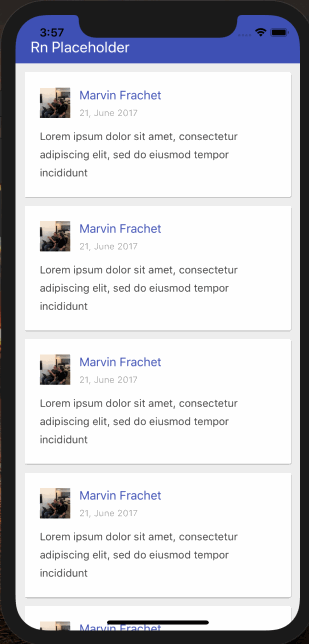 3:57
Rn Placeholder
Marvin Frachet
21, June 2017
Lorem ipsum dolor sit amet, consectetur
adipiscing elit, sed do eiusmod tempor
incididunt
Marvin Frachet
21, June 2017
Lorem ipsum dolor sit amet, consectetur
adipiscing elit, sed do eiusmod tempor
incididunt
Marvin Frachet
21, June 2017
Lorem ipsum dolor sit amet, consectetur
adipiscing elit, sed do eiusmod tempor
incididunt
Marvin Frachet
21, June 2017
Lorem ipsum dolor sit amet, consectetur
adipiscing elit, sed do eiusmod tempor
incididunt
Marvin Frachet